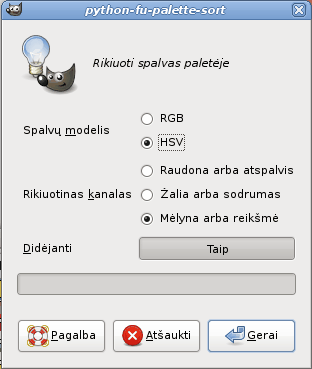 python-fu-palette-sort
Rikiuoti spalvas paletėje
Spalvų modelis
RGB
HSV
Rikiuotinas kanalas
Raudona arba atspalvis
Žalia arba sodrumas
Mėlyna arba reikšmė
Didėjanti
Taip
Pagalba
Atšaukti
Gerai